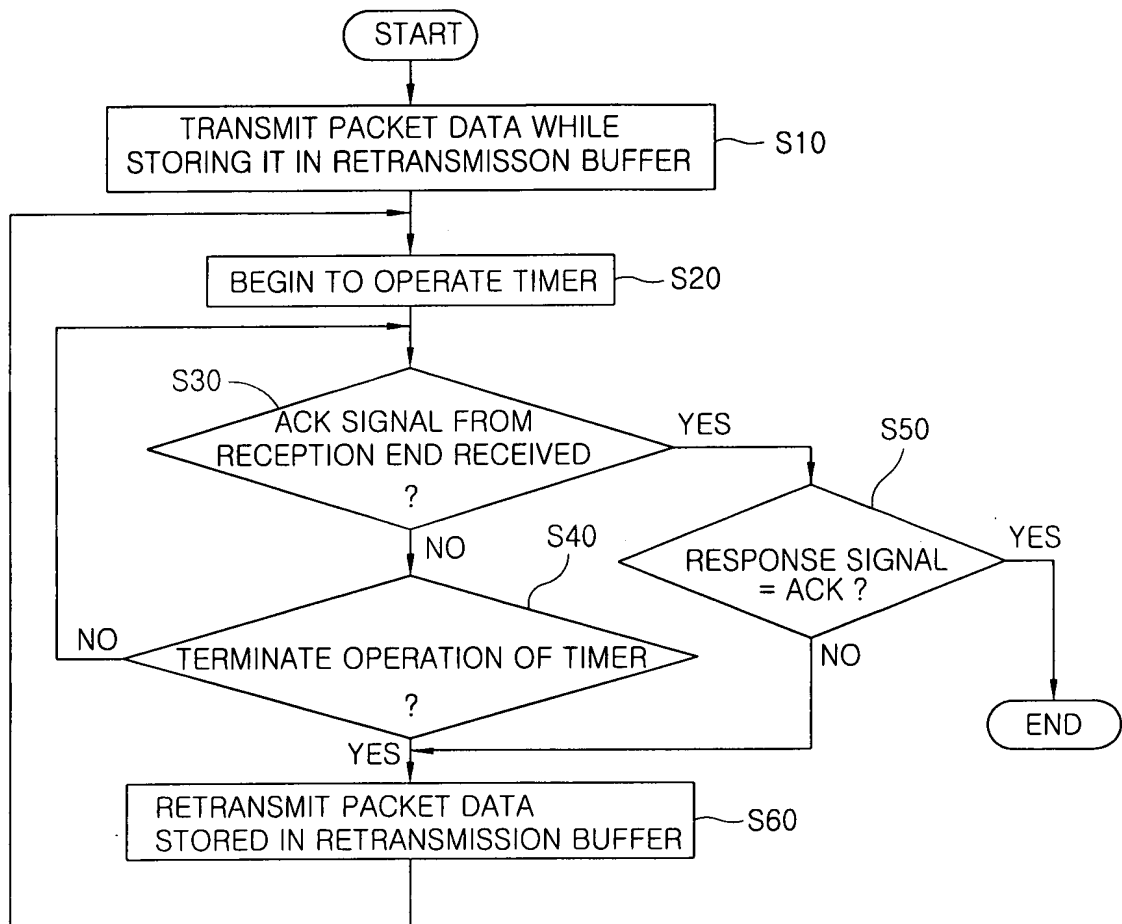 START
TRANSMIT PACKET DATA WHILE
STORING IT IN RETRANSMISSON BUFFER
S10
BEGIN TO OPERATE TIMER
S20
S30
ACK SIGNAL FROM
RECEPTION END RECEIVED
?
YES
S50
NO
S40
RESPONSE SIGNAL
= ACK ?
YES
NO
TERMINATE OPERATION OF TIMER
?
NO
END
YES
RETRANSMIT PACKET DATA
STORED IN RETRANSMISSION BUFFER
S60